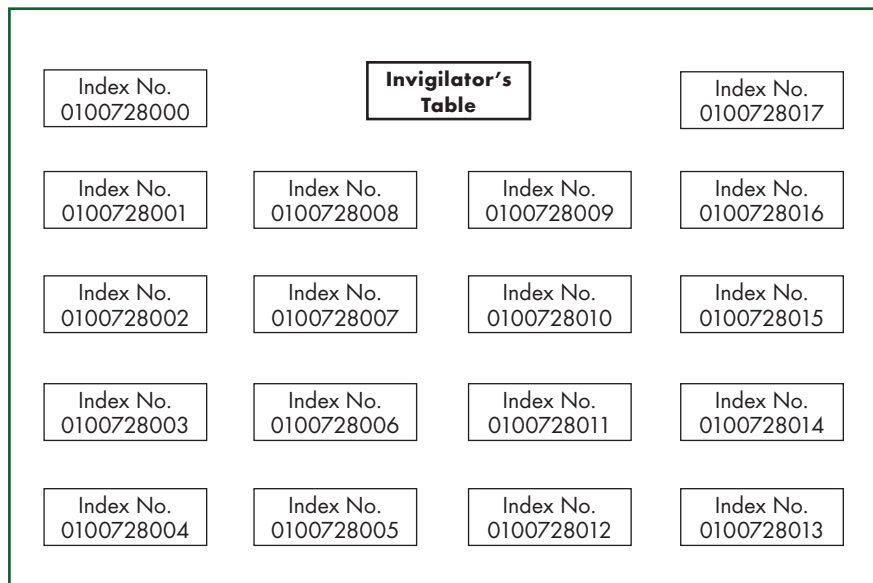 Index No.
0100728000
Invigilator's
Table
Index No.
0100728017
Index No.
0100728001
Index No.
0100728008
Index No.
0100728009
Index No.
0100728016
Index No.
0100728002
Index No.
0100728007
Index No.
0100728010
Index No.
0100728015
Index No.
0100728003
Index No.
0100728006
Index No.
0100728011
Index No.
0100728014
Index No.
0100728004
Index No.
0100728005
Index No.
0100728012
Index No.
0100728013